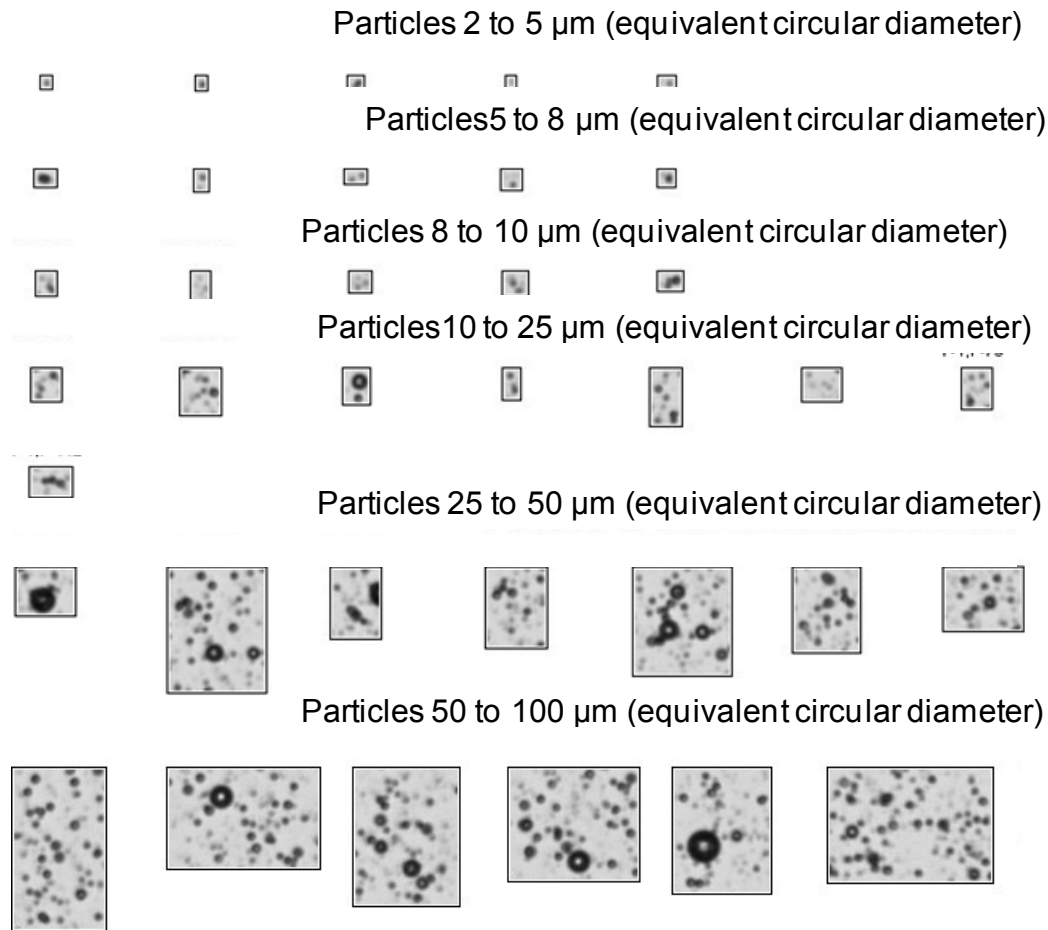 Particles 2 to 5 µm (equivalent circular diameter)
Particles5 to 8 µm (equivalent circular diameter)
Particles 8 to 10 µm (equivalent circular diameter)
Particles10 to 25 µm (equivalent circular diameter)
Particles 25 to 50 µm (equivalent circular diameter)
Particles 50 to 100 µm (equivalent circular diameter)